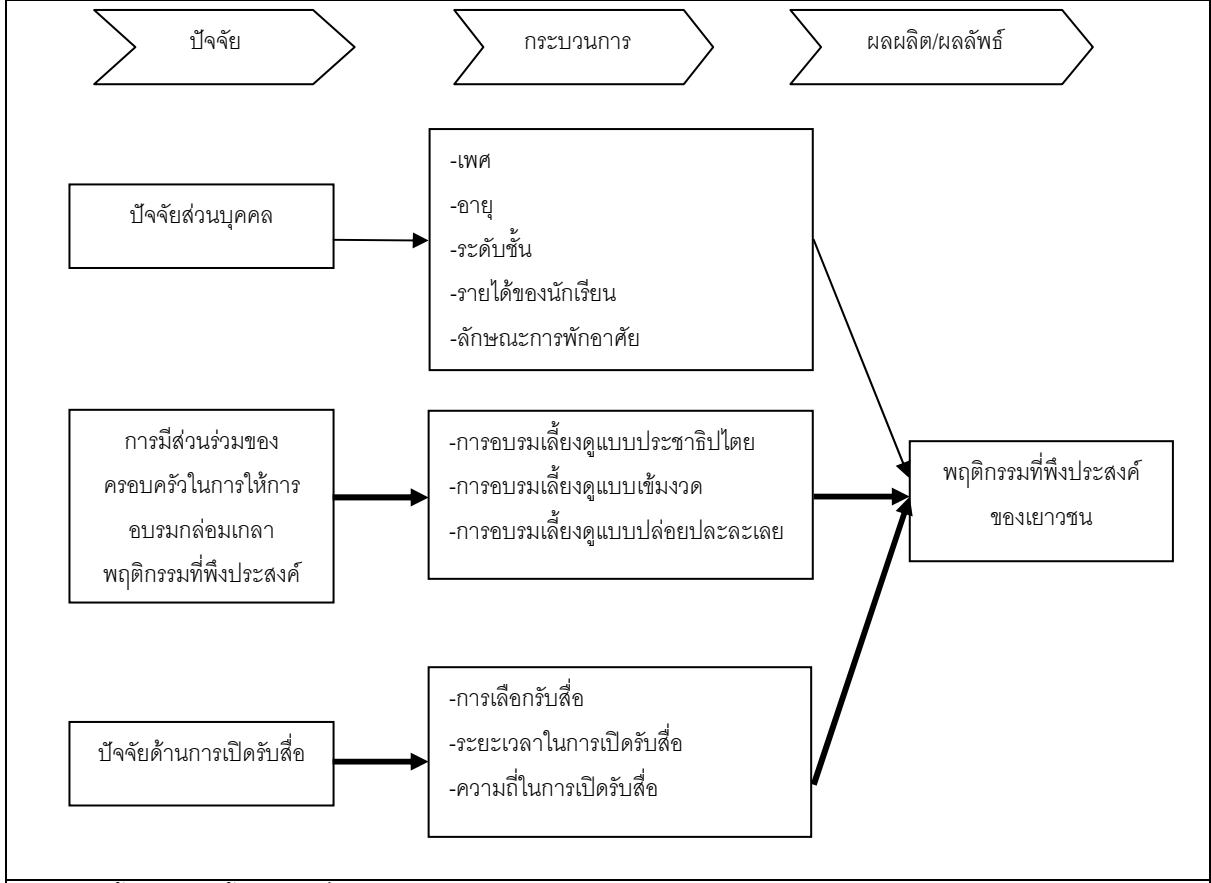 ปัจจัย
กระบวนการ
ผลผลิต/ผลลัพธ์
ปัจจัยส่วนบุคคล
-เพศ
-อายุ
-ระดับชั้น
-รายได้ของนักเรียน
-ลักษณะการพักอาศัย
การมีส่วนร่วมของ
ครอบครัวในการให้การ
อบรมกล่อมเกลา
พฤติกรรมที่พึงประสงค์
-การอบรมเลี้ยงดูแบบประชาธิปไตย
-การอบรมเลี้ยงดูแบบเข้มงวด
-การอบรมเลี้ยงดูแบบปล่อยปละละเลย
พฤติกรรมที่พึงประสงค์
ของเยาวชน
ปัจจัยด้านการเปิดรับสื่อ
-การเลือกรับสื่อ
-ระยะเวลาในการเปิดรับสื่อ
-ความถี่ในการเปิดรับสื่อ